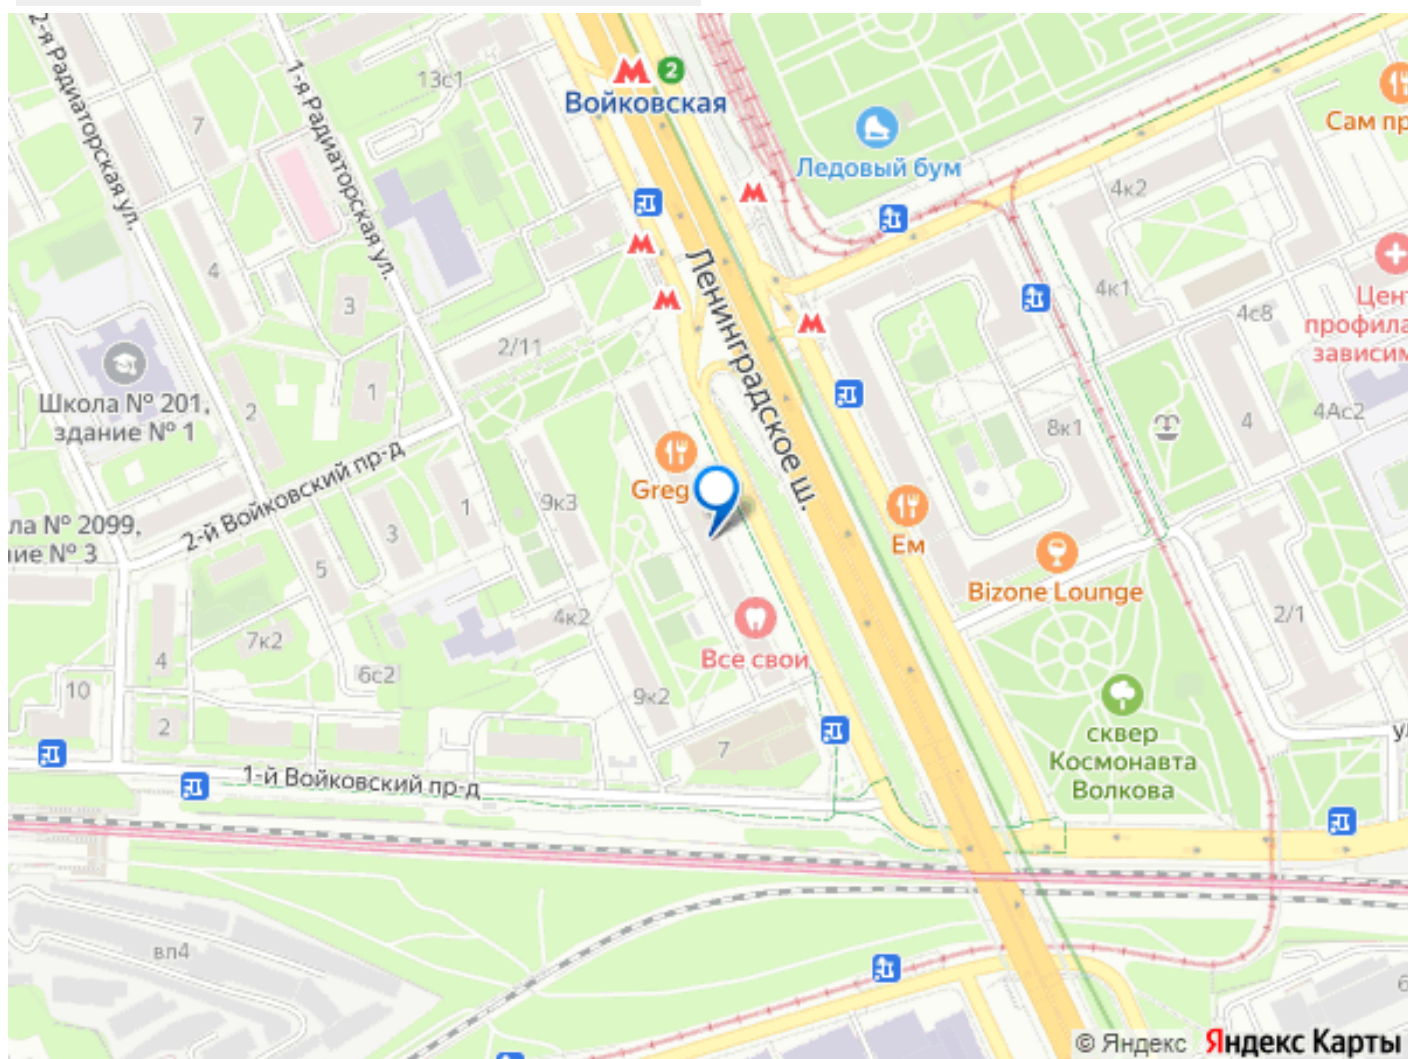 2-я Радиаторская ул.
1-я Радиаторская ул.
13с1
2
Войковская
Ледовый бум
Сам пр
7
4к2
4
3
4к1
4с8
Цен
профила
зависим
Ленинградское ш.
2/11
1
2
Школа № 201,
здание № 1
4Ас2
4
8к1
2-й Войковский пр-д
Greg
9к3
1
3
ла № 2099,
ие № 3
5
Ем
Bizone Lounge
4к2
2/1
7к2
4
6с2
Все свои
10
9к2
2
7
сквер
Космонавта
Волкова
1-й Войковский пр-д
вл4
6
© Яндекс Яндекс Карты